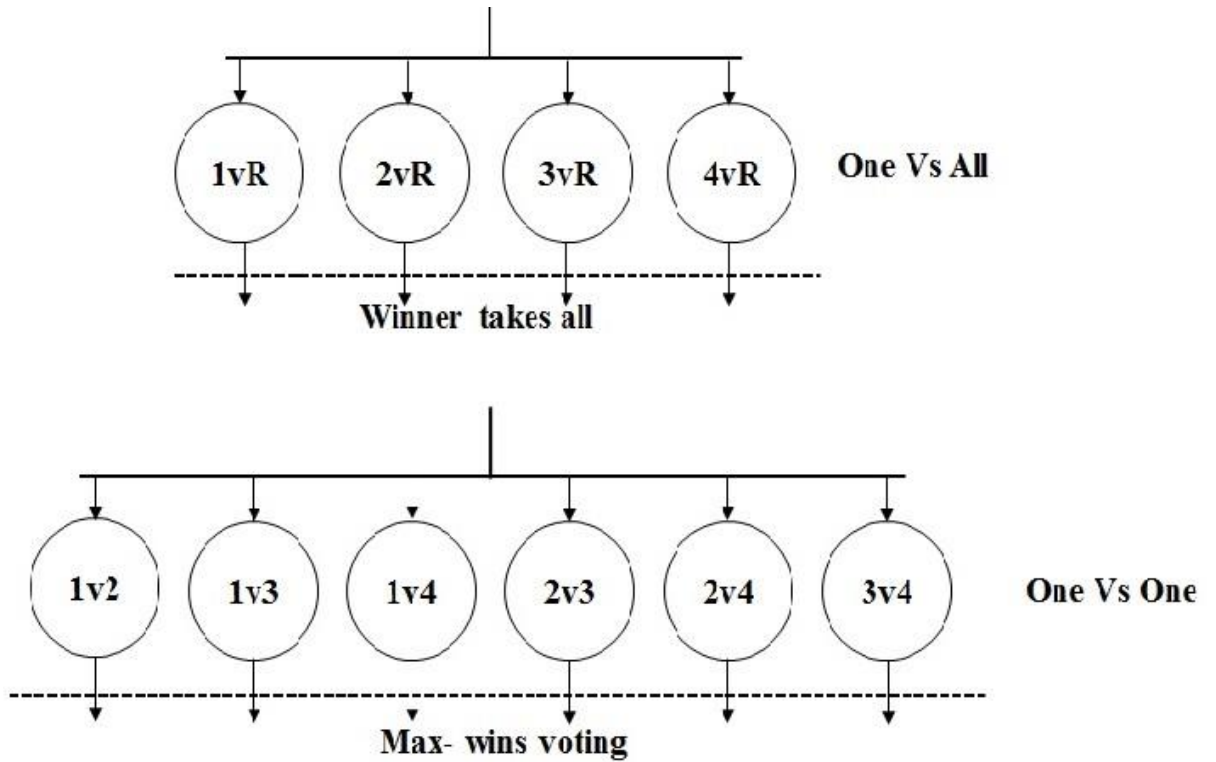 1vR 2vR 3vR 4vR One Vs All
Winner takes all
1v2 1v3 1v4 2v3 2v4 3v4 One Vs One
Max- wins voting